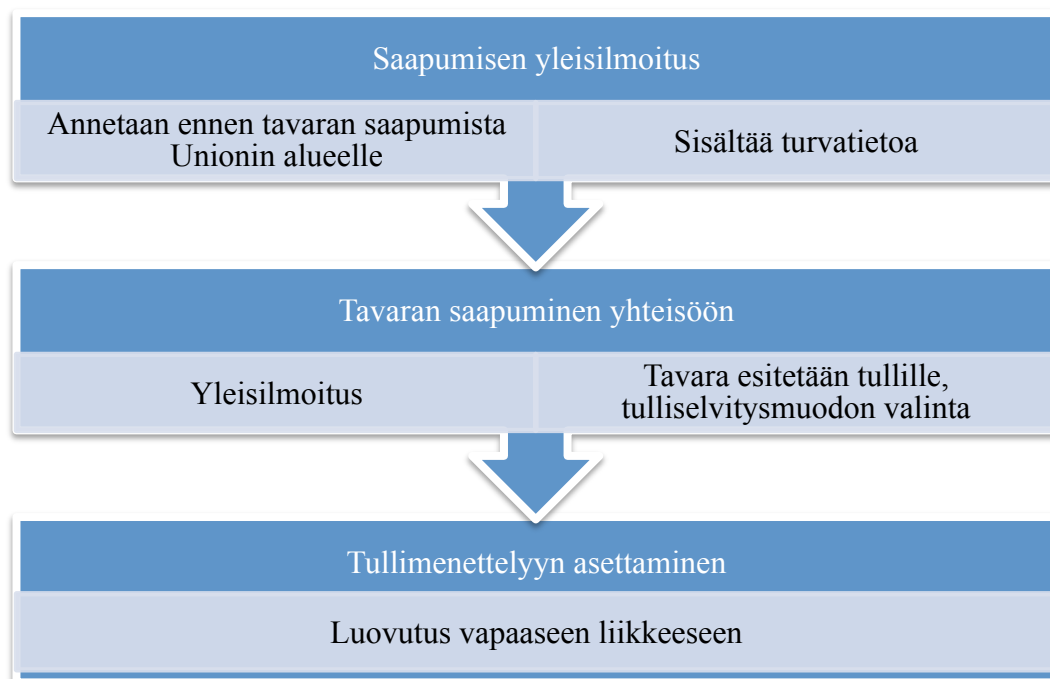 Saapumisen yleisilmoitus
Annetaan ennen tavaran saapumista
Unionin alueelle
Sisältää turvatietoa
Tavaran saapuminen yhteisöön
Yleisilmoitus
Tavara esitetään tullille,
tulliselvitysmuodon valinta
Tullimenettelyyn asettaminen
Luovutus vapaaseen liikkeeseen